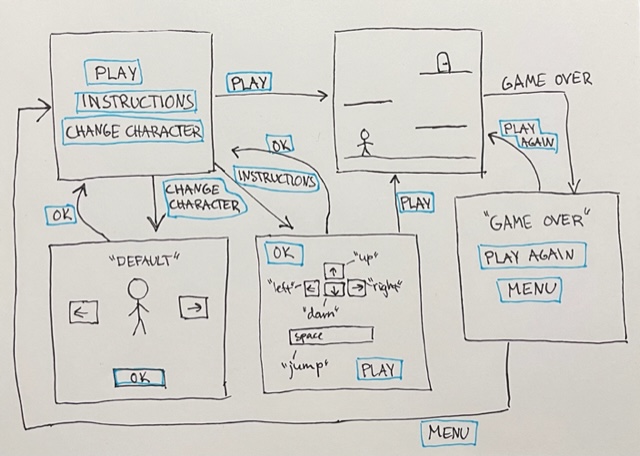 PLAY
INSTRUCTIONS
CHANGE CHARACTER
PLAY
GAME OVER
PLAY
AGAIN
OK
INSTRUCTIONS
CHANGE
CHARACTER
OK
PLAY
"DEFAULT"
OK
OK
"up"
"left"
"right"
"down"
space
"jump"
PLAY
"GAME OVER"
PLAY AGAIN
MENU
MENU